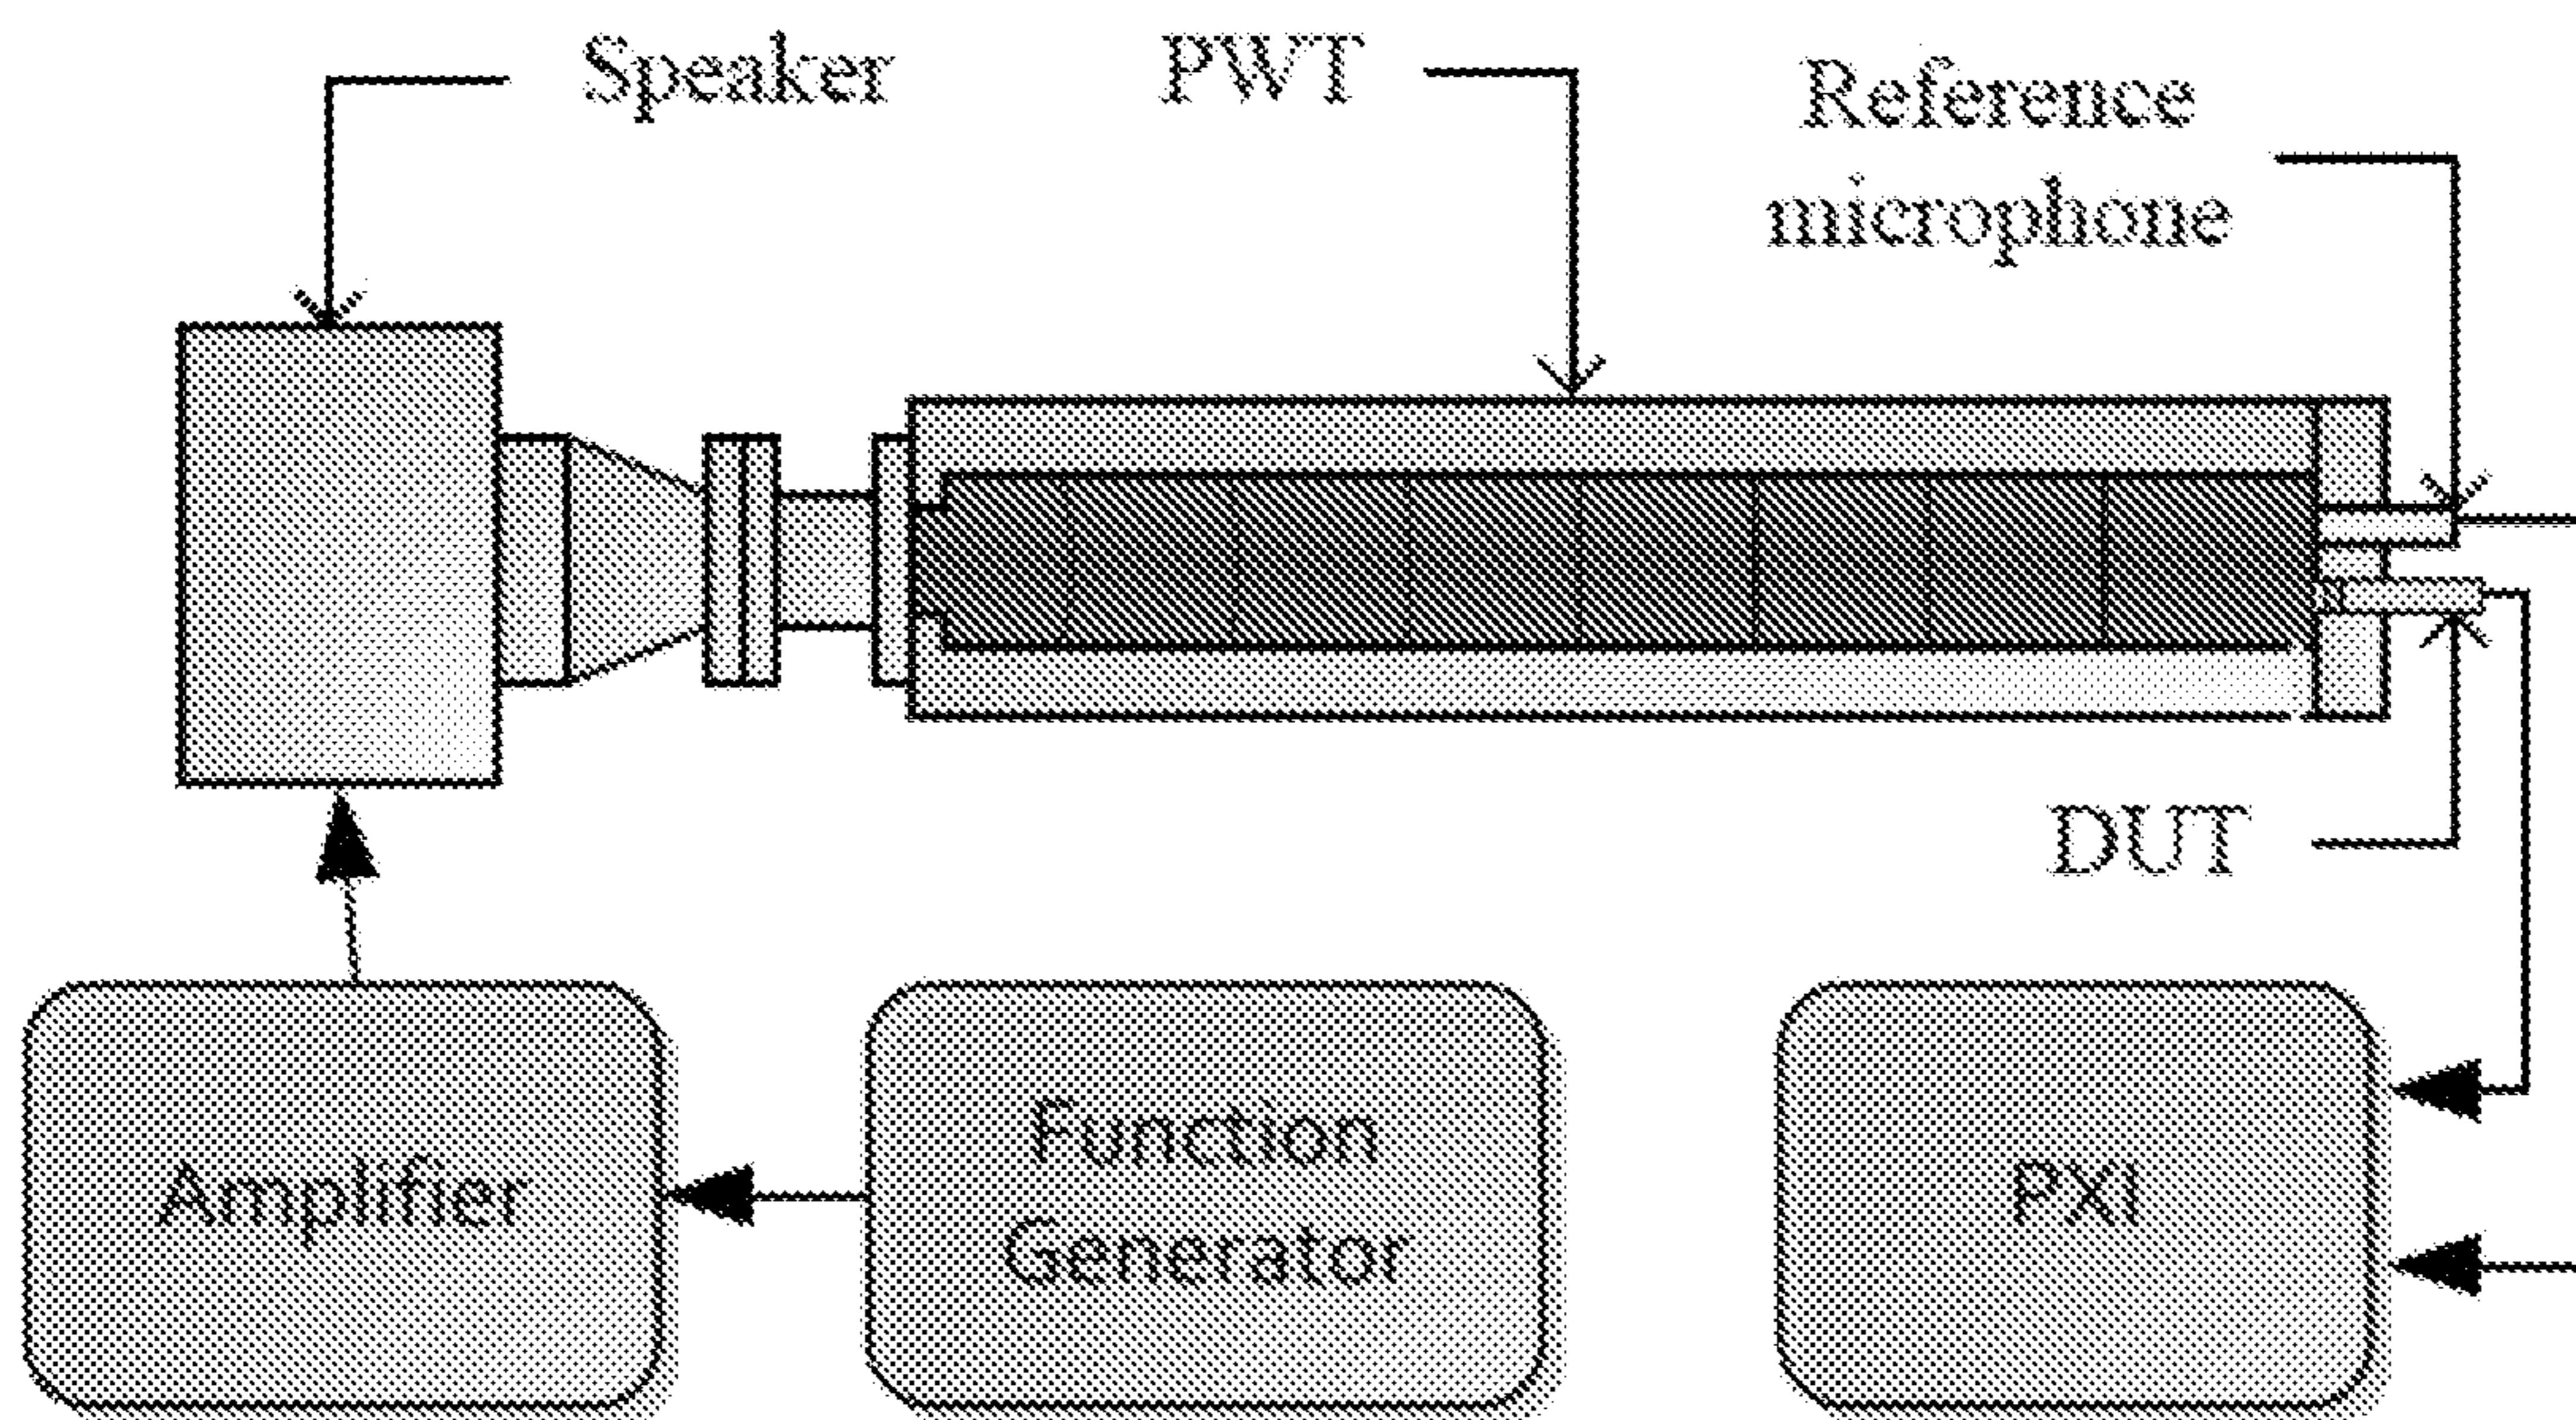 Speaker
PWT
Reference
microphone
DUT
Amplifier
Function
Generator
PXI